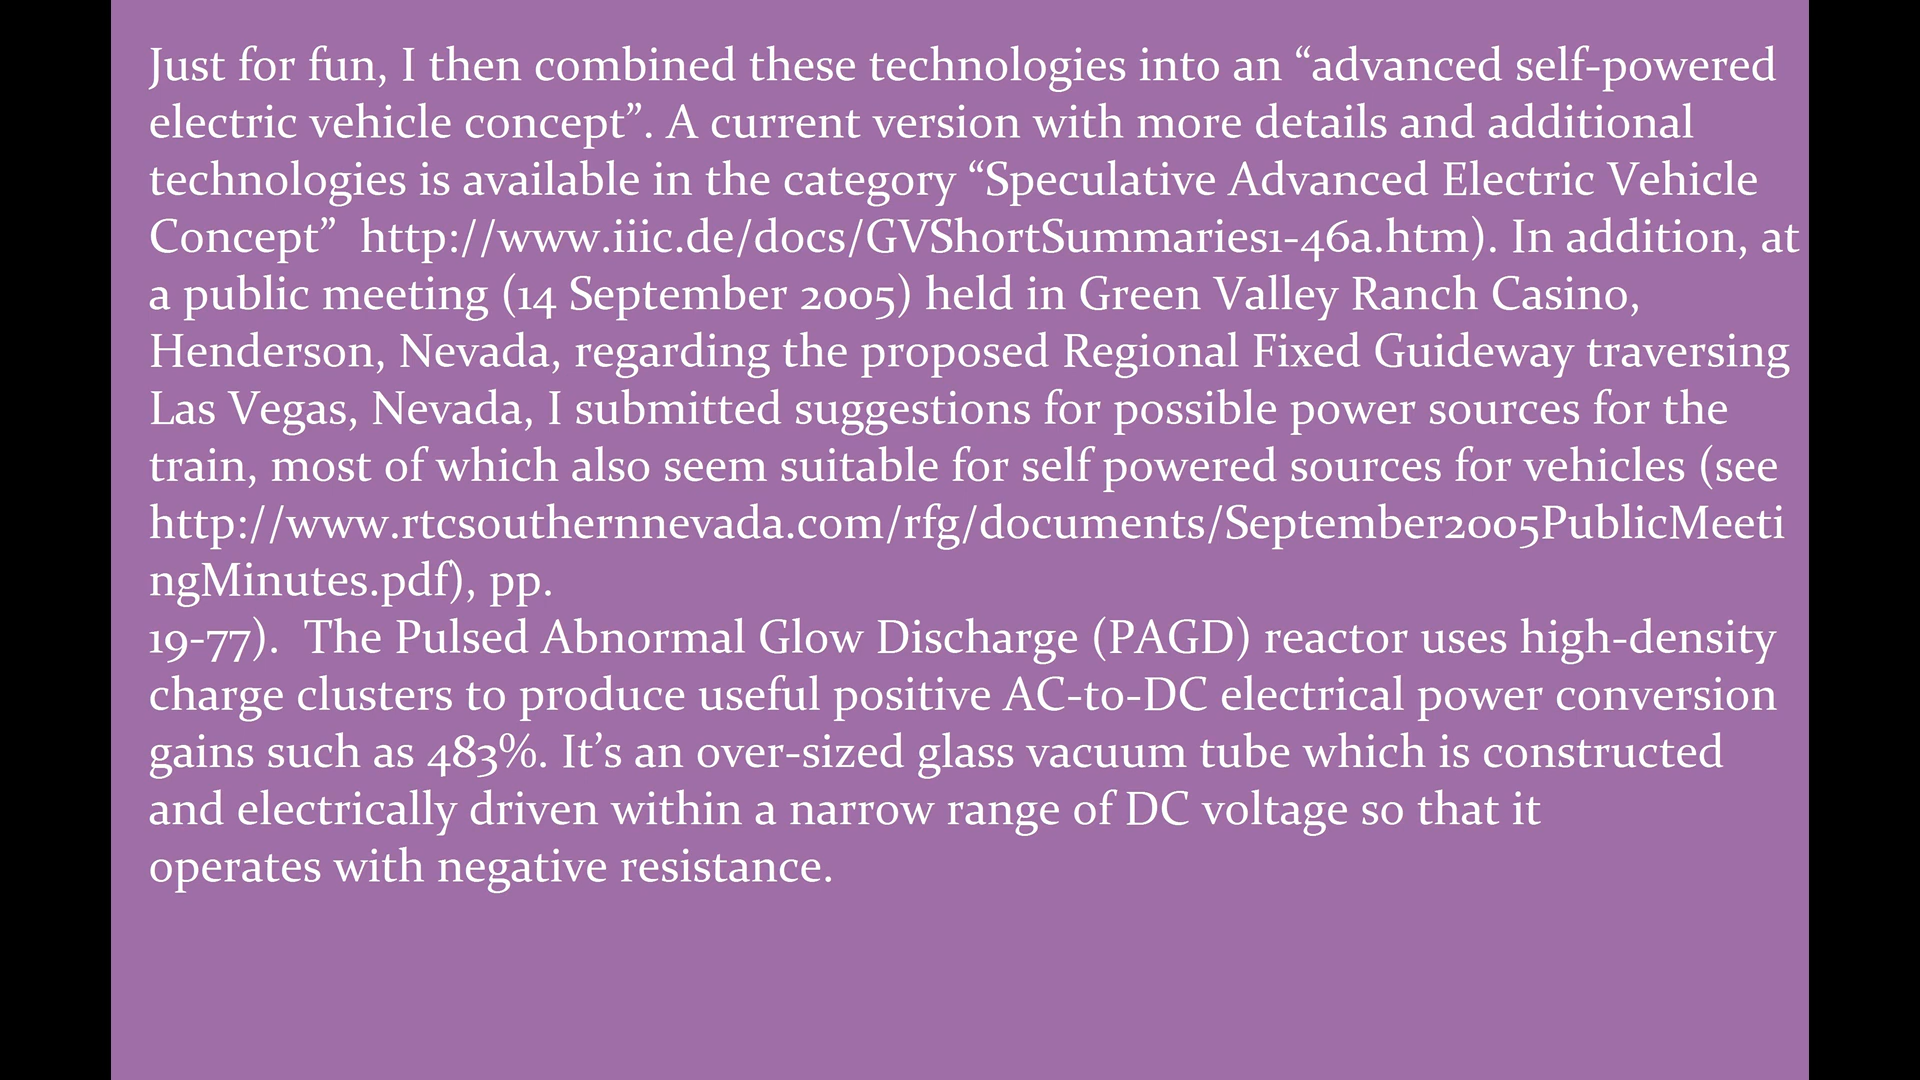 Just for fun, I then combined these technologies into an “advanced self-powered
electric vehicle concept”. A current version with more details and additional
technologies is available in the category “Speculative Advanced Electric Vehicle
Concept”  http://www.iiic.de/docs/GVShortSummaries1-46a.htm). In addition, at
a public meeting (14 September 2005) held in Green Valley Ranch Casino,
Henderson, Nevada, regarding the proposed Regional Fixed Guideway traversing
Las Vegas, Nevada, I submitted suggestions for possible power sources for the
train, most of which also seem suitable for self powered sources for vehicles (see
http://www.rtcsouthernnevada.com/rfg/documents/September2005PublicMeeti
ngMinutes.pdf), pp.
19-77).  The Pulsed Abnormal Glow Discharge (PAGD) reactor uses high-density
charge clusters to produce useful positive AC-to-DC electrical power conversion
gains such as 483%. It’s an over-sized glass vacuum tube which is constructed
and electrically driven within a narrow range of DC voltage so that it
operates with negative resistance.